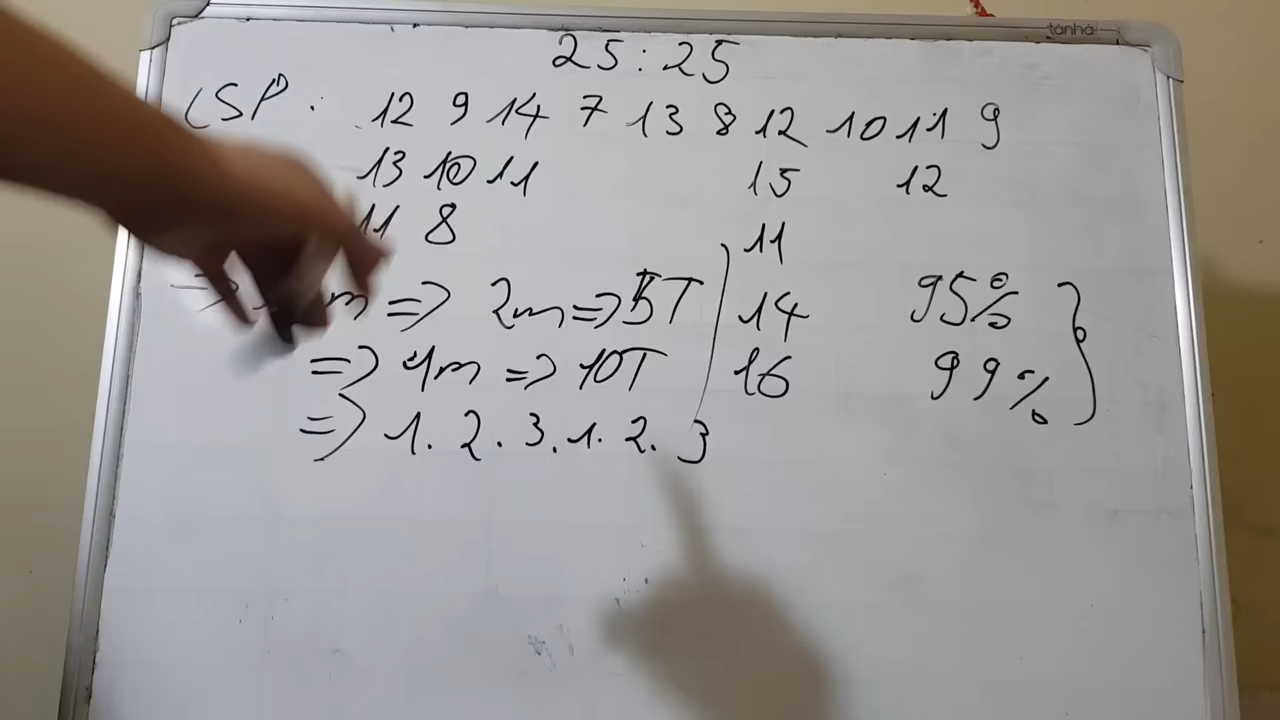 tánhà
25:25
CSP: 12 9 14 7 13 8 12 10 11 9
13 10 11 15 12
11 8 11
=> m => 2m => 5T 14 95%
=> 4m => 10T 16 99%
=> 1. 2. 3. 1. 2. 3